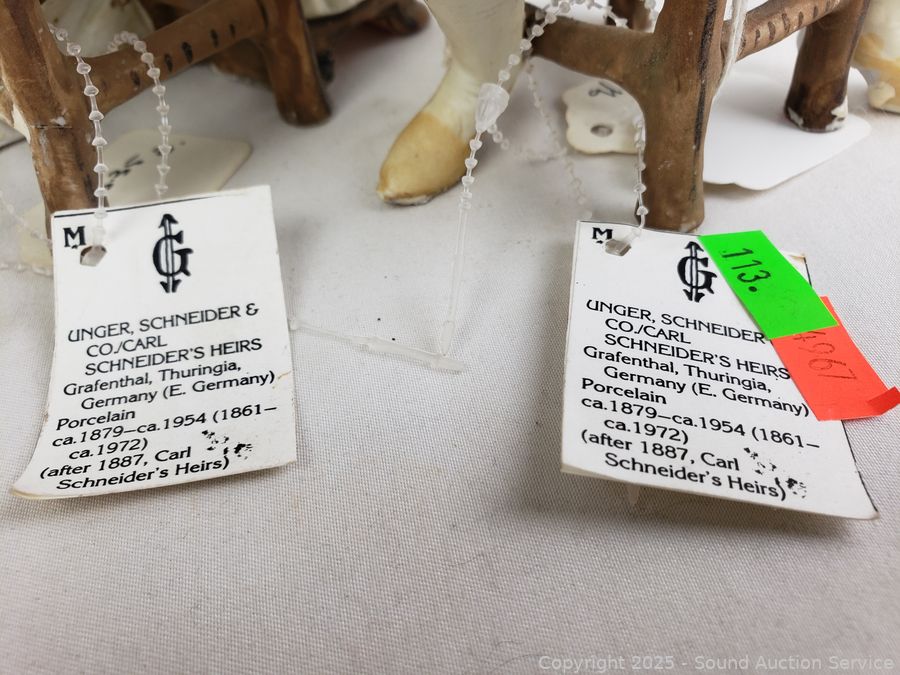 M
G
UNGER, SCHNEIDER &
CO./CARL
SCHNEIDER'S HEIRS
Grafenthal, Thuringia,
Germany (E. Germany)
Porcelain
ca.1879–ca.1954 (1861–
ca.1972)
(after 1887, Carl
Schneider's Heirs)
M
G
113.
4967
UNGER, SCHNEIDER
CO./CARL
SCHNEIDER'S HEIRS
Grafenthal, Thuringia,
Germany (E. Germany)
Porcelain
ca.1879–ca.1954 (1861–
ca.1972)
(after 1887, Carl
Schneider's Heirs)
Copyright © 2025 - Sound Auction Service